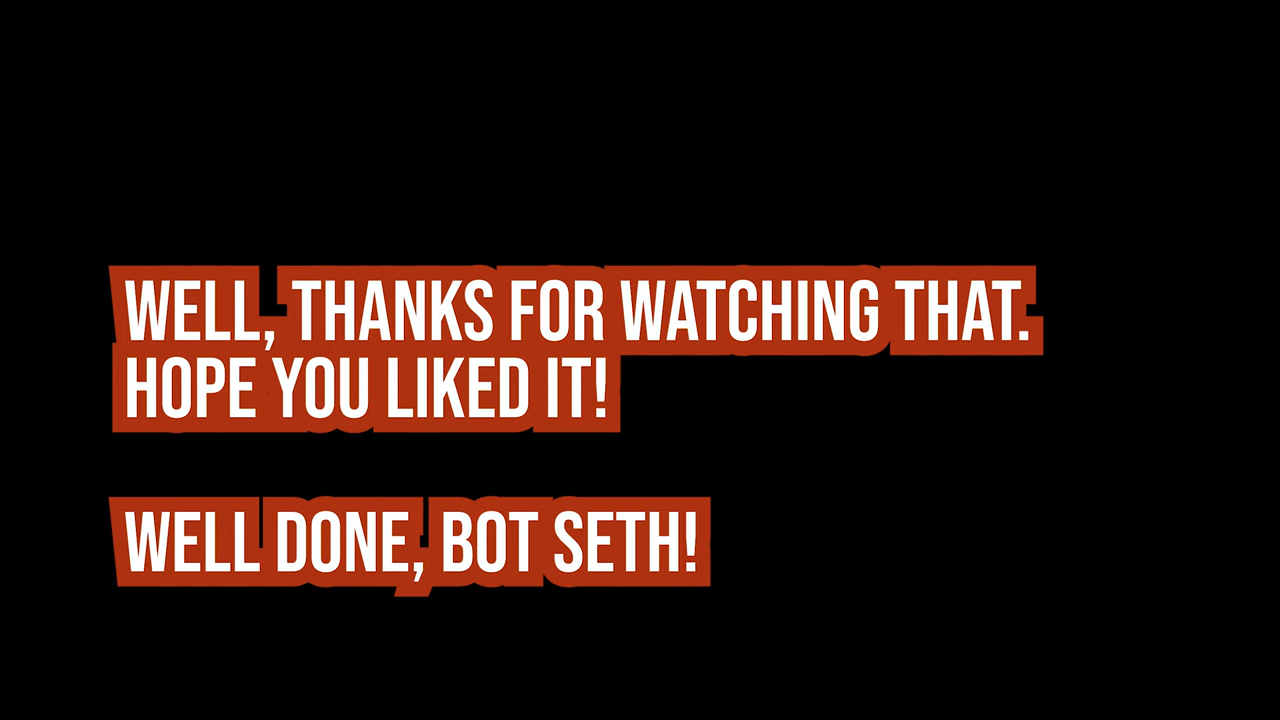 WELL, THANKS FOR WATCHING THAT.
HOPE YOU LIKED IT!
WELL DONE, BOT SETH!